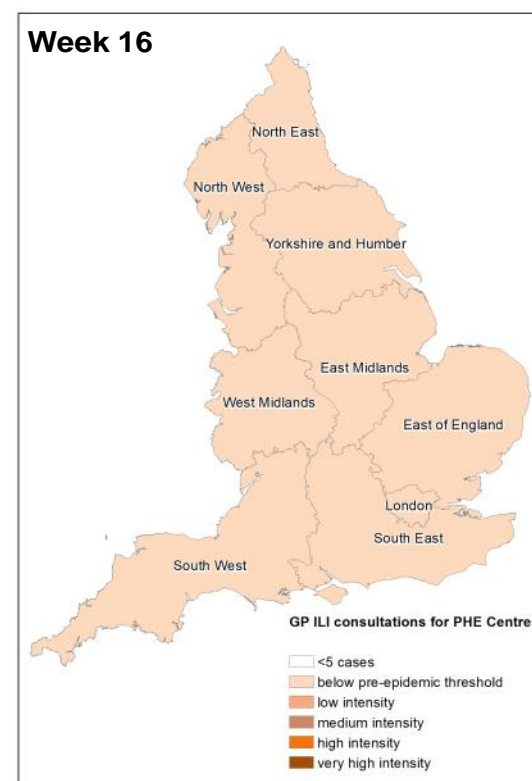 Week 16
North East
North West
Yorkshire and Humber
East Midlands
West Midlands
East of England
London
South East
South West
GP ILI consultations for PHE Centre
<5 cases
below pre-epidemic threshold
low intensity
medium intensity
high intensity
very high intensity